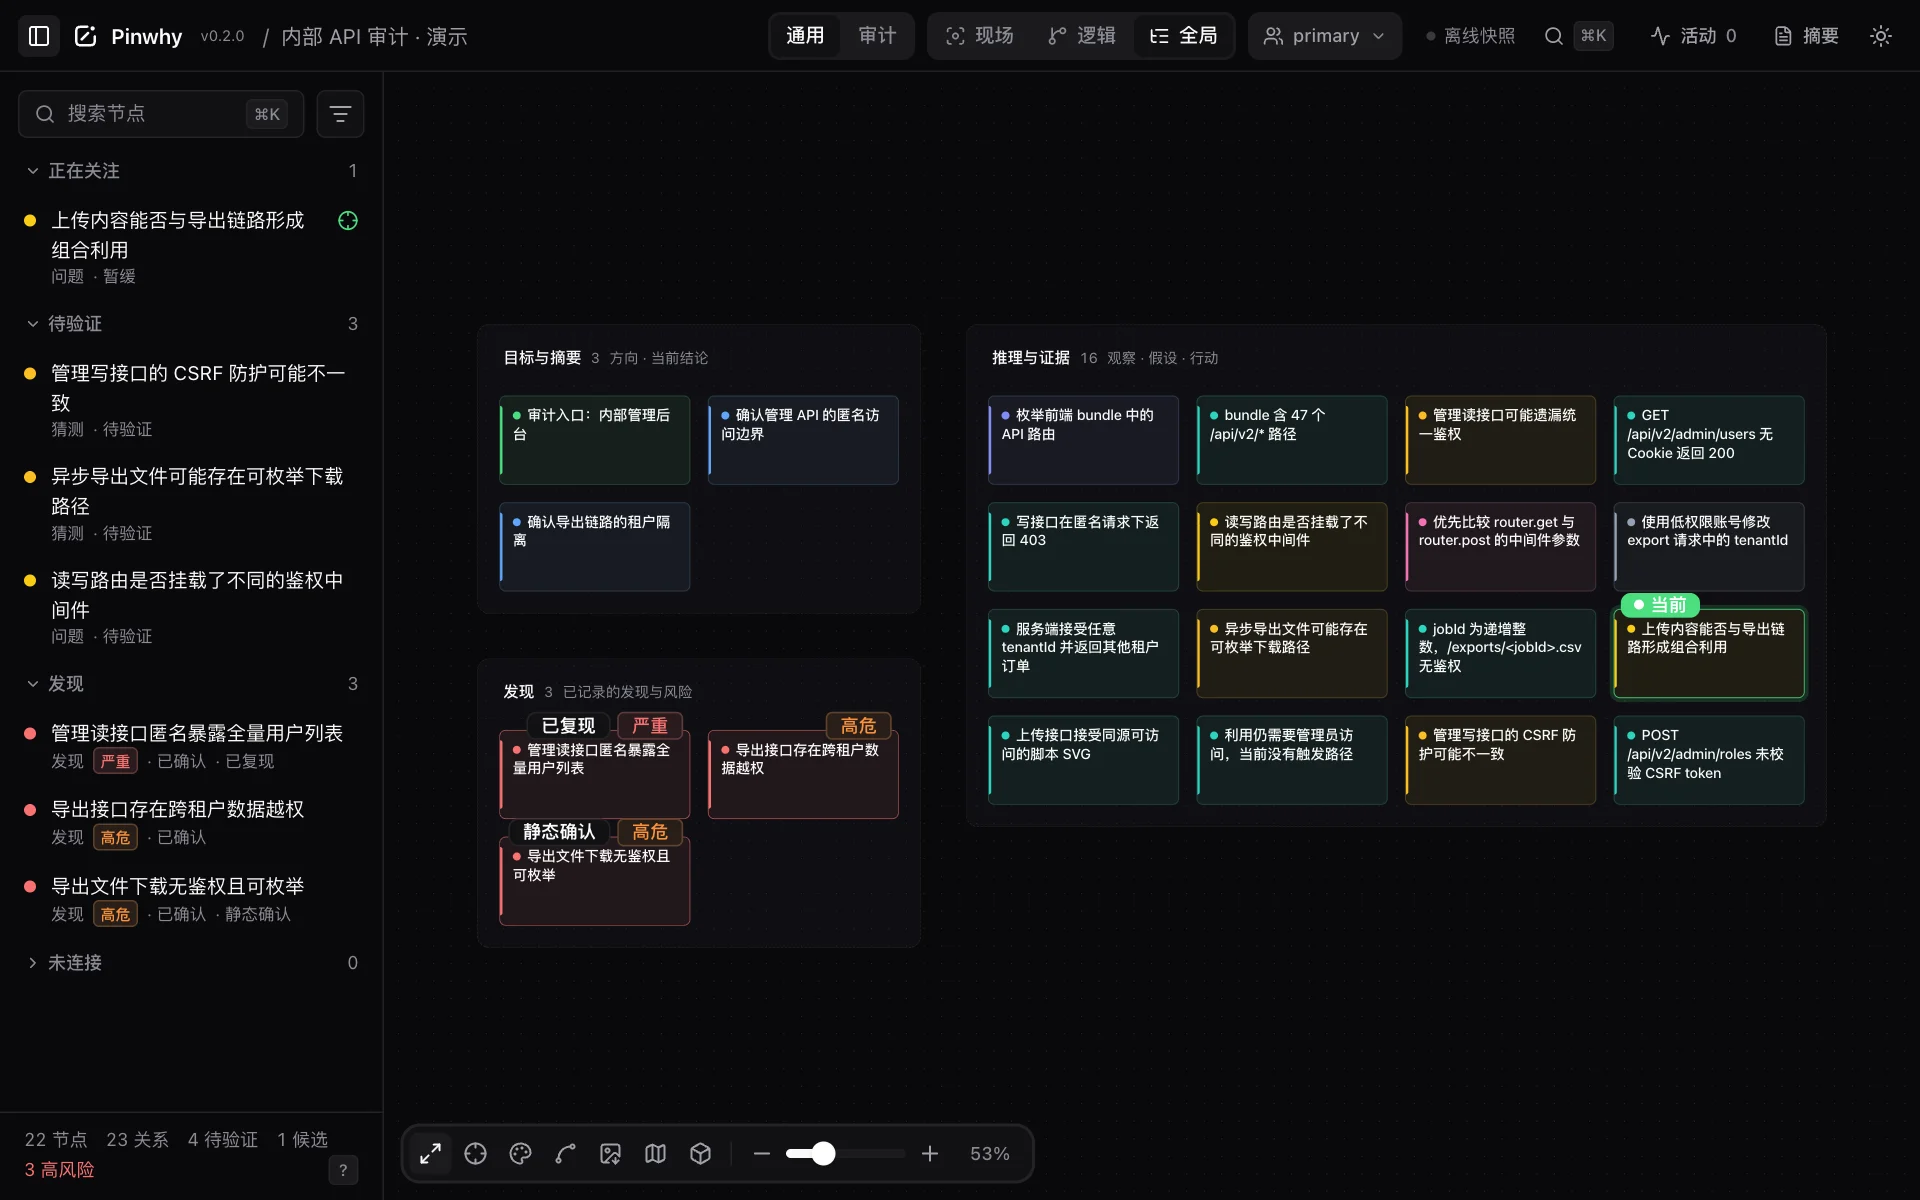 Pinwhy v0.2.0 / 内部 API 审计 · 演示
通用 审计
现场 逻辑 全局
primary
离线快照
⌘K
活动 0
摘要
搜索节点 ⌘K
正在关注 1
上传内容能否与导出链路形成
组合利用
问题 · 暂缓
待验证 3
管理写接口的 CSRF 防护可能不一
致
猜测 · 待验证
异步导出文件可能存在可枚举下载
路径
猜测 · 待验证
读写路由是否挂载了不同的鉴权中
间件
问题 · 待验证
发现 3
管理读接口匿名暴露全量用户列表
发现 严重 · 已确认 · 已复现
导出接口存在跨租户数据越权
发现 高危 · 已确认
导出文件下载无鉴权且可枚举
发现 高危 · 已确认 · 静态确认
未连接 0
22 节点 23 关系 4 待验证 1 候选
3 高风险
?
目标与摘要 3 方向 · 当前结论
审计入口：内部管理后
台
确认管理 API 的匿名访
问边界
确认导出链路的租户隔
离
发现 3 已记录的发现与风险
已复现 严重
管理读接口匿名暴露全
量用户列表
高危
导出接口存在跨租户数
据越权
静态确认 高危
导出文件下载无鉴权且
可枚举
推理与证据 16 观察 · 假设 · 行动
枚举前端 bundle 中的
API 路由
bundle 含 47 个
/api/v2/* 路径
管理读接口可能遗漏统
一鉴权
GET
/api/v2/admin/users 无
Cookie 返回 200
写接口在匿名请求下返
回 403
读写路由是否挂载了不
同的鉴权中间件
优先比较 router.get 与
router.post 的中间件参数
使用低权限账号修改
export 请求中的 tenantId
服务端接受任意
tenantId 并返回其他租户
订单
异步导出文件可能存在
可枚举下载路径
jobId 为递增整
数，/exports/<jobId>.csv
无鉴权
当前
上传内容能否与导出链
路形成组合利用
上传接口接受同源可访
问的脚本 SVG
利用仍需要管理员访
问，当前没有触发路径
管理写接口的 CSRF 防
护可能不一致
POST
/api/v2/admin/roles 未校
验 CSRF token
53%